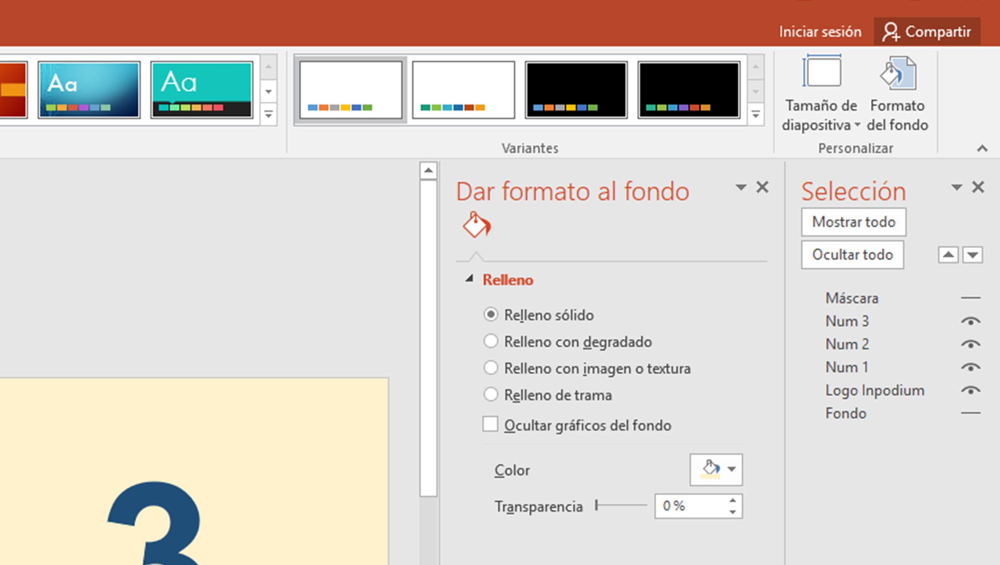 Iniciar sesión
Compartir
Aa
Aa
Tamaño de
diapositiva
Formato
del fondo
Variantes
Personalizar
Dar formato al fondo
Relleno
Relleno sólido
Relleno con degradado
Relleno con imagen o textura
Relleno de trama
Ocultar gráficos del fondo
Color
Transparencia
0 %
Selección
Mostrar todo
Ocultar todo
Máscara
Num 3
Num 2
Num 1
Logo Inpodium
Fondo
3